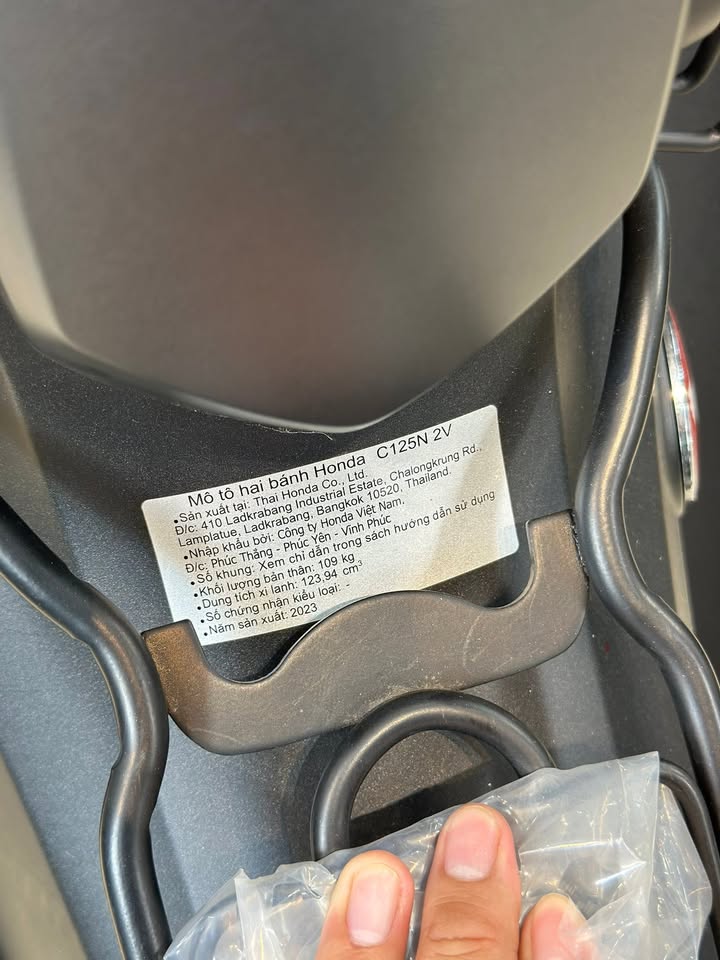 Mô tô hai bánh Honda C125N 2V
•Sản xuất tại: Thai Honda Co., Ltd.
Đ/c: 410 Ladkrabang Industrial Estate, Chalongkrung Rd.,
Lamplatue, Ladkrabang, Bangkok 10520, Thailand.
•Nhập khẩu bởi: Công ty Honda Việt Nam,
Đ/c: Phúc Thắng - Phúc Yên - Vĩnh Phúc
•Số khung: Xem chỉ dẫn trong sách hướng dẫn sử dụng
•Khối lượng bản thân: 109 kg
•Dung tích xi lanh: 123,94 cm³
•Số chứng nhận kiểu loại: -
•Năm sản xuất: 2023